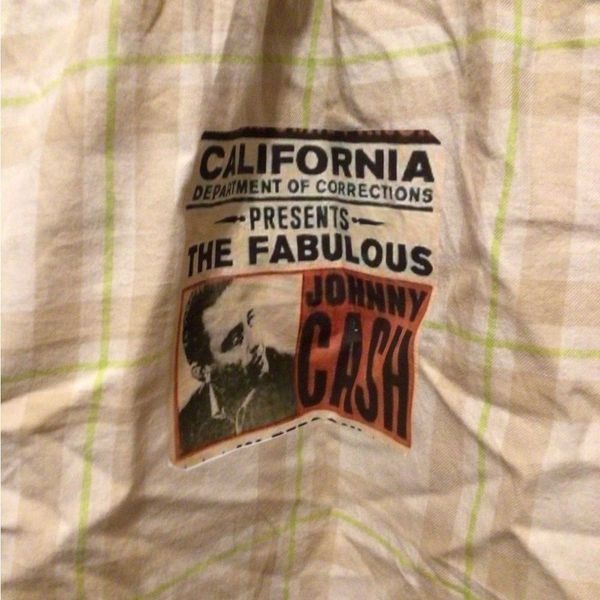 CALIFORNIA
DEPARTMENT OF CORRECTIONS
PRESENTS
THE FABULOUS
JOHNNY
CASH